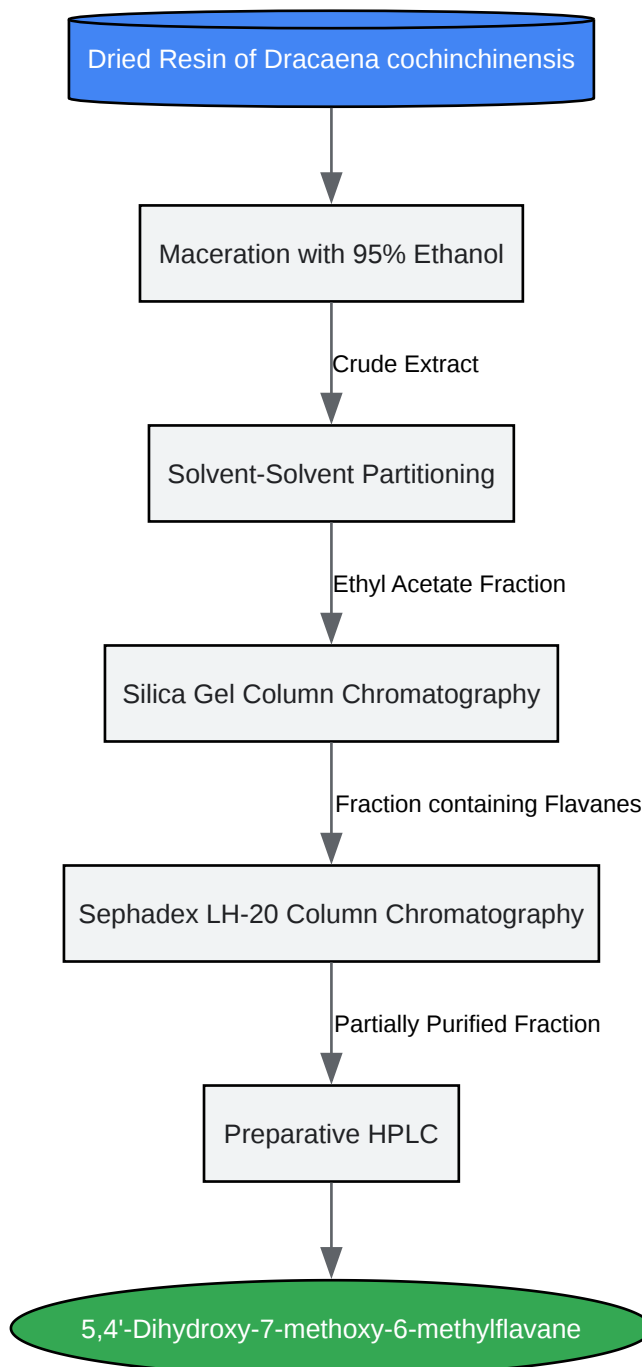 Dried Resin of Dracaena cochinchinensis
Maceration with 95% Ethanol
Crude Extract
Solvent-Solvent Partitioning
Ethyl Acetate Fraction
Silica Gel Column Chromatography
Fraction containing Flavanes
Sephadex LH-20 Column Chromatography
Partially Purified Fraction
Preparative HPLC
5,4'-Dihydroxy-7-methoxy-6-methylflavane